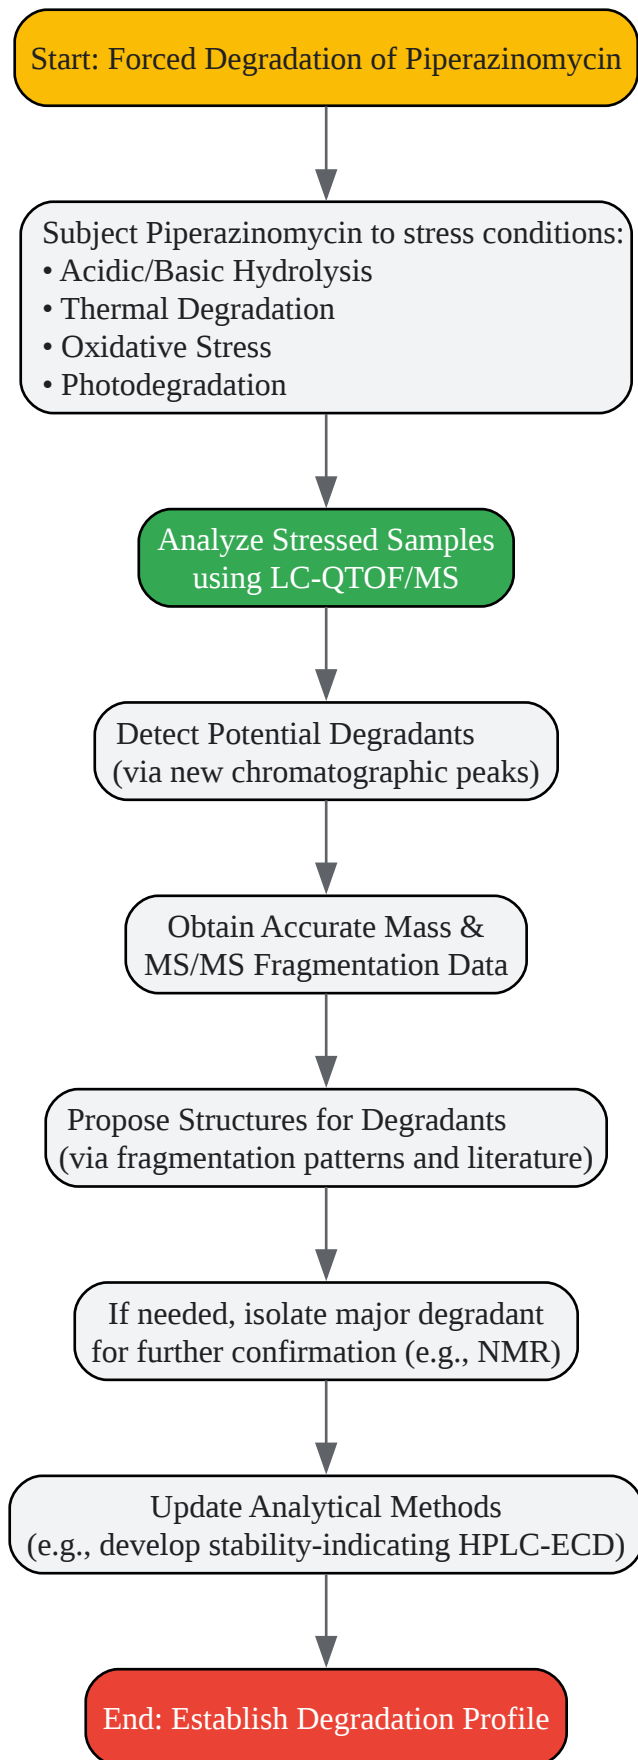 Start: Forced Degradation of Piperazinomycin
Subject Piperazinomycin to stress conditions:
• Acidic/Basic Hydrolysis
• Thermal Degradation
• Oxidative Stress
• Photodegradation
Analyze Stressed Samples
using LC-QTOF/MS
Detect Potential Degradants
(via new chromatographic peaks)
Obtain Accurate Mass &
MS/MS Fragmentation Data
Propose Structures for Degradants
(via fragmentation patterns and literature)
If needed, isolate major degradant
for further confirmation (e.g., NMR)
Update Analytical Methods
(e.g., develop stability-indicating HPLC-ECD)
End: Establish Degradation Profile